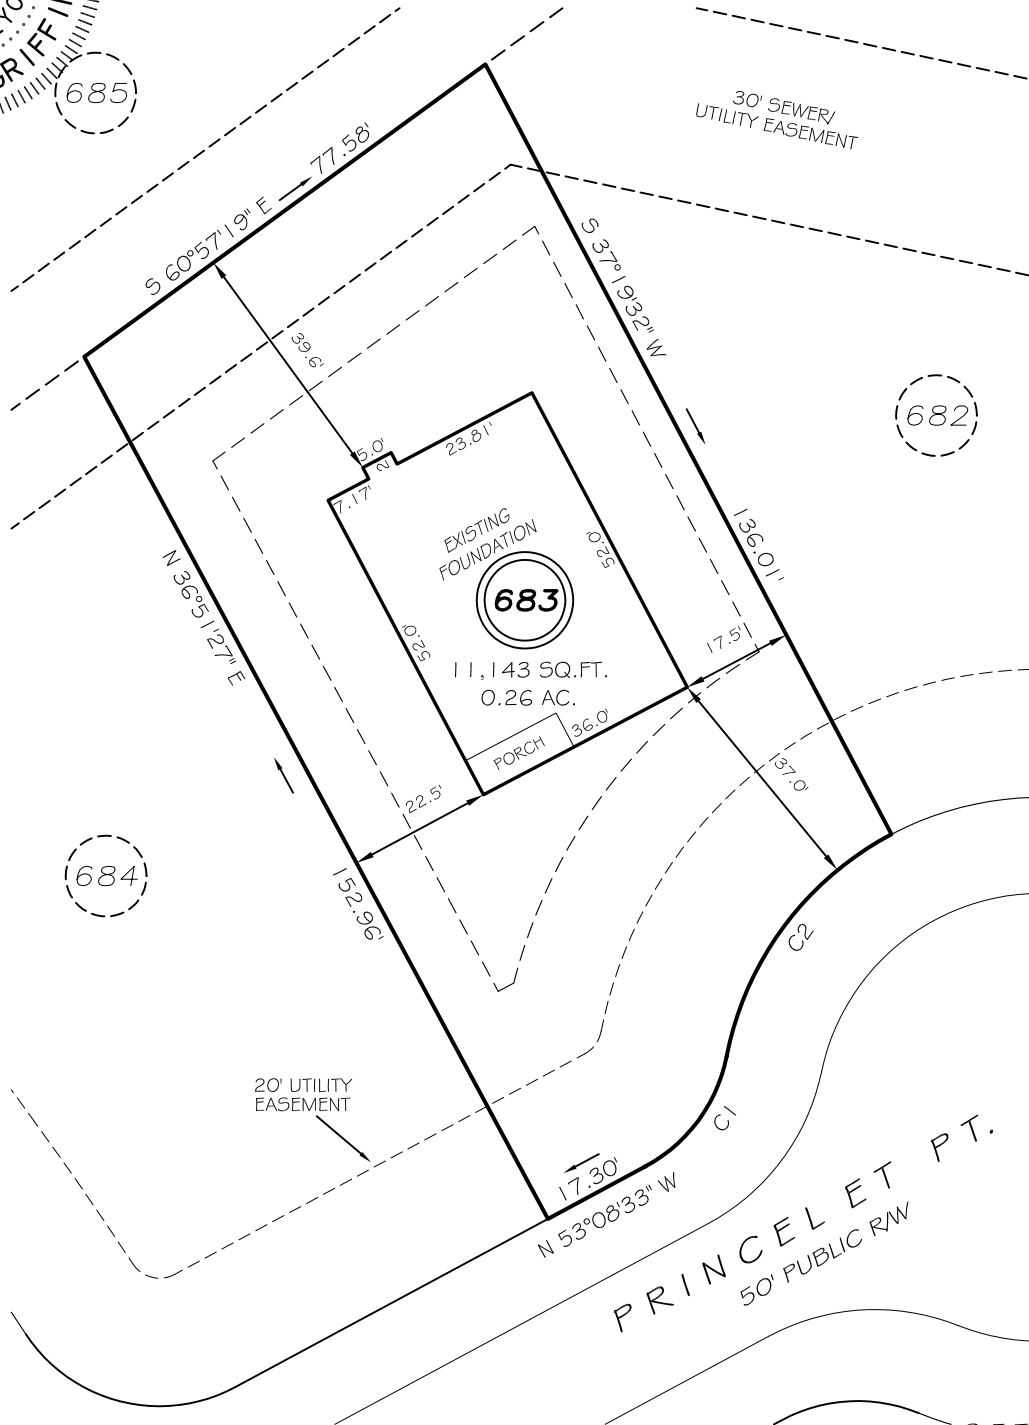 GRIFFIN
685
30' SEWER/
UTILITY EASEMENT
77.58'
S 60°57'19" E
S 37°19'32" W
39.6'
682
5.0'
2'
23.81'
7.17'
136.01'
EXISTING
FOUNDATION
52.0'
N 36°51'27" E
683
52.0'
17.5'
11,143 SQ.FT.
0.26 AC.
36.0'
PORCH
37.0'
22.5'
684
152.96'
C2
20' UTILITY
EASEMENT
C1
17.30'
N 53°08'33" W
PRINCELET PT.
50' PUBLIC R/W